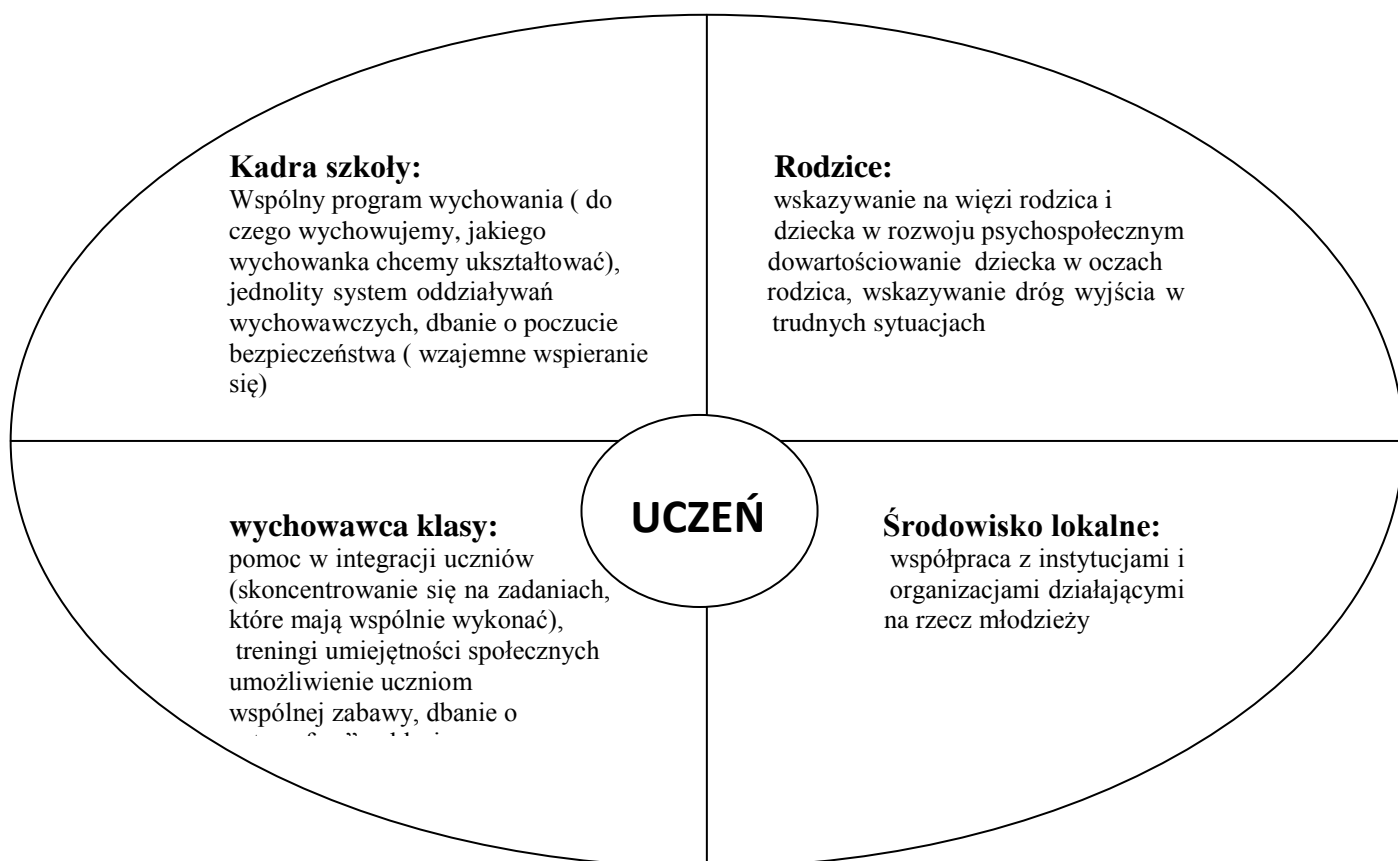 Kadra szkoły:
Wspólny program wychowania ( do
czego wychowujemy, jakiego
wychowanka chcemy ukształtować),
jednolity system oddziaływań
wychowawczych, dbanie o poczucie
bezpieczeństwa ( wzajemne wspieranie
się)
Rodzice:
wskazywanie na więzi rodzica i
dziecka w rozwoju psychospołecznym
dowartościowanie dziecka w oczach
rodzica, wskazywanie dróg wyjścia w
trudnych sytuacjach
UCZEŃ
wychowawca klasy:
pomoc w integracji uczniów
(skoncentrowanie się na zadaniach,
które mają wspólnie wykonać),
treningi umiejętności społecznych
umożliwienie uczniom
wspólnej zabawy, dbanie o
Środowisko lokalne:
współpraca z instytucjami i
organizacjami działającymi
na rzecz młodzieży